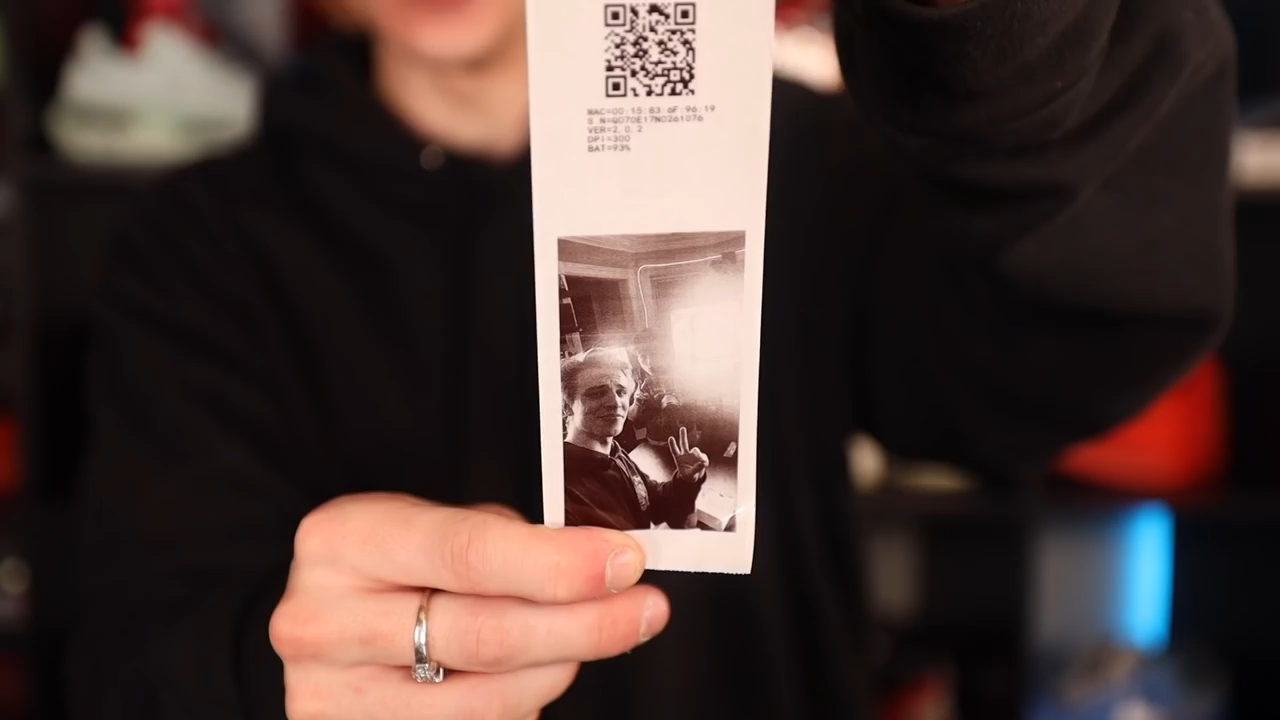 MAC=00:15:83:6F:96:19
S N=Q070E17N0261076
VER=2.0.2
DPI=300
BAT=93%